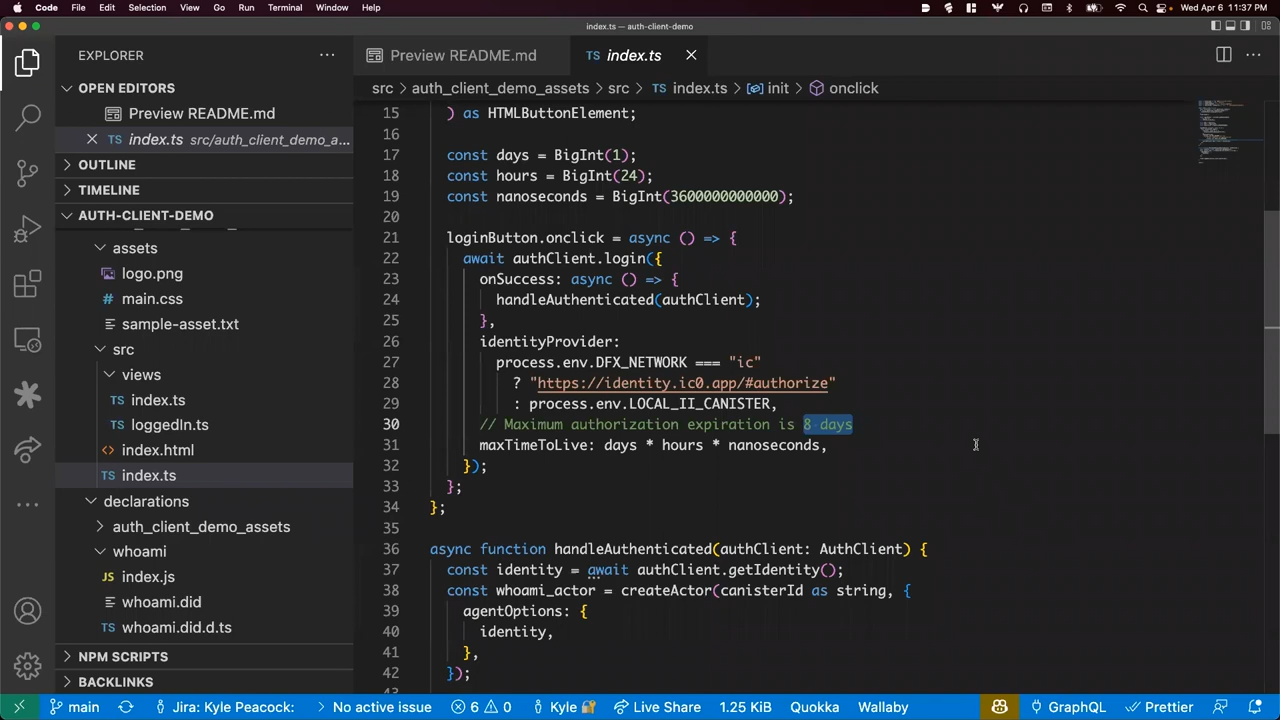 Code File Edit Selection View Go Run Terminal Window Help Wed Apr 6 11:37 PM
index.ts — auth-client-demo
EXPLORER
OPEN EDITORS
Preview README.md
TS index.ts src/auth_client_demo_a...
OUTLINE
TIMELINE
AUTH-CLIENT-DEMO
assets
logo.png
# main.css
sample-asset.txt
src
views
TS index.ts
TS loggedIn.ts
<> index.html
TS index.ts
declarations
auth_client_demo_assets
whoami
JS index.js
whoami.did
TS whoami.did.d.ts
NPM SCRIPTS
BACKLINKS
Preview README.md
TS index.ts
src > auth_client_demo_assets > src > TS index.ts > init > onclick
15 ) as HTMLButtonElement;
16
17 const days = BigInt(1);
18 const hours = BigInt(24);
19 const nanoseconds = BigInt(3600000000000);
20
21 loginButton.onclick = async () => {
22 await authClient.login({
23 onSuccess: async () => {
24 handleAuthenticated(authClient);
25 },
26 identityProvider:
27 process.env.DFX_NETWORK === "ic"
28 ? "https://identity.ic0.app/#authorize"
29 : process.env.LOCAL_II_CANISTER,
30 // Maximum authorization expiration is 8 days
31 maxTimeToLive: days * hours * nanoseconds,
32 });
33 };
34 };
35
36 async function handleAuthenticated(authClient: AuthClient) {
37 const identity = await authClient.getIdentity();
38 const whoami_actor = createActor(canisterId as string, {
39 agentOptions: {
40 identity,
41 },
42 });
43
main Jira: Kyle Peacock: No active issue 6 0 Kyle Live Share 1.25 KiB Quokka Wallaby GraphQL Prettier